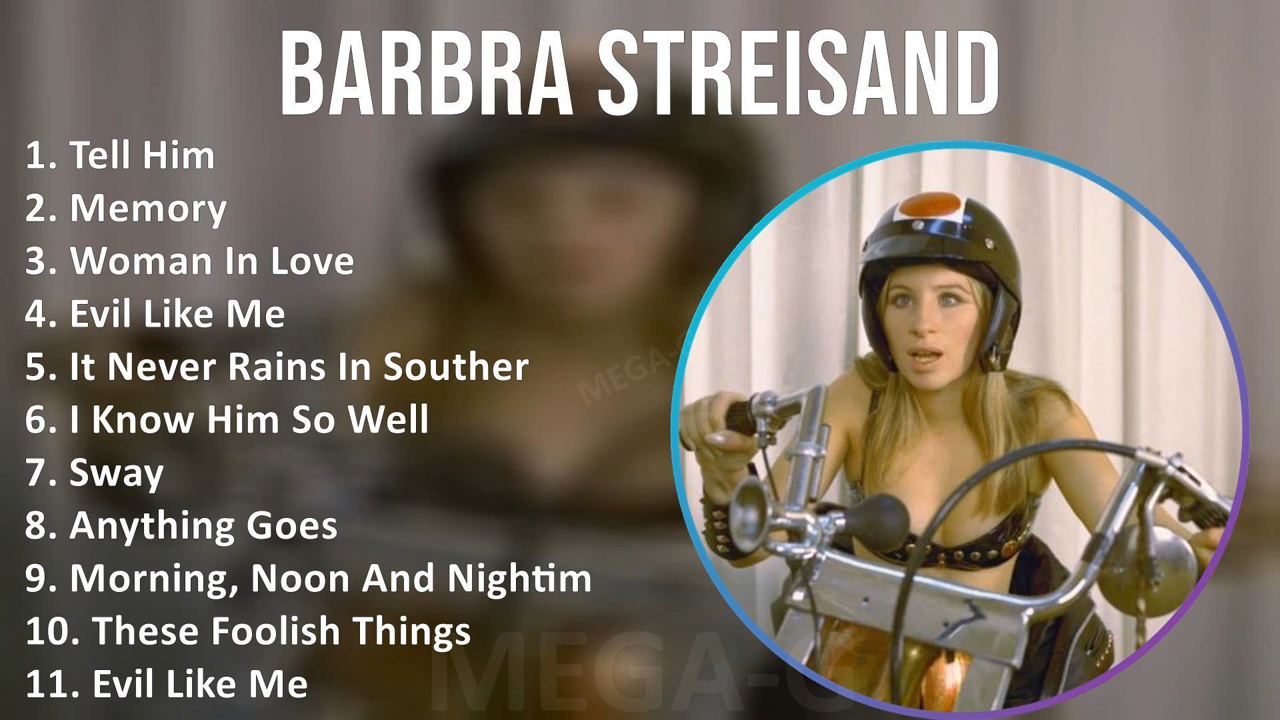 BARBRA STREISAND
1. Tell Him
2. Memory
3. Woman In Love
4. Evil Like Me
5. It Never Rains In Souther
6. I Know Him So Well
7. Sway
8. Anything Goes
9. Morning, Noon And Nightim
10. These Foolish Things
11. Evil Like Me